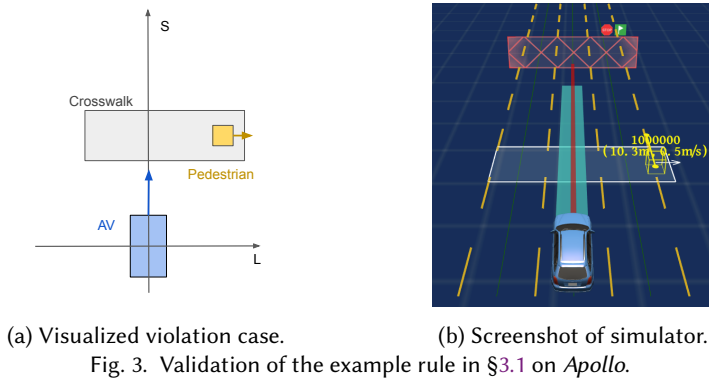 S
Crosswalk
Pedestrian
AV
L
STOP
1000000
(10.3m, 0.5m/s)
(a) Visualized violation case.
(b) Screenshot of simulator.
Fig. 3. Validation of the example rule in §3.1 on Apollo.